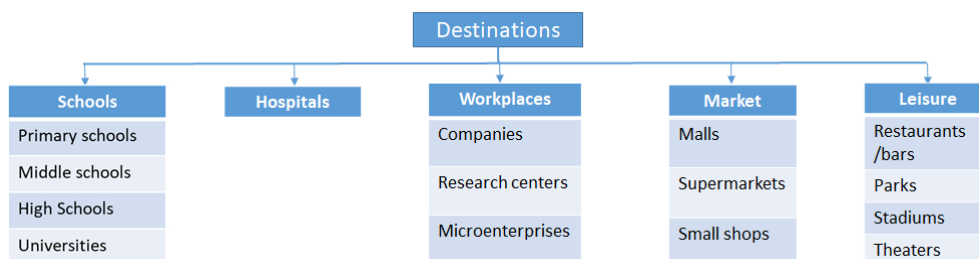 Destinations
Schools
Primary schools
Middle schools
High Schools
Universities
Hospitals
Workplaces
Companies
Research centers
Microenterprises
Market
Malls
Supermarkets
Small shops
Leisure
Restaurants
/bars
Parks
Stadiums
Theaters